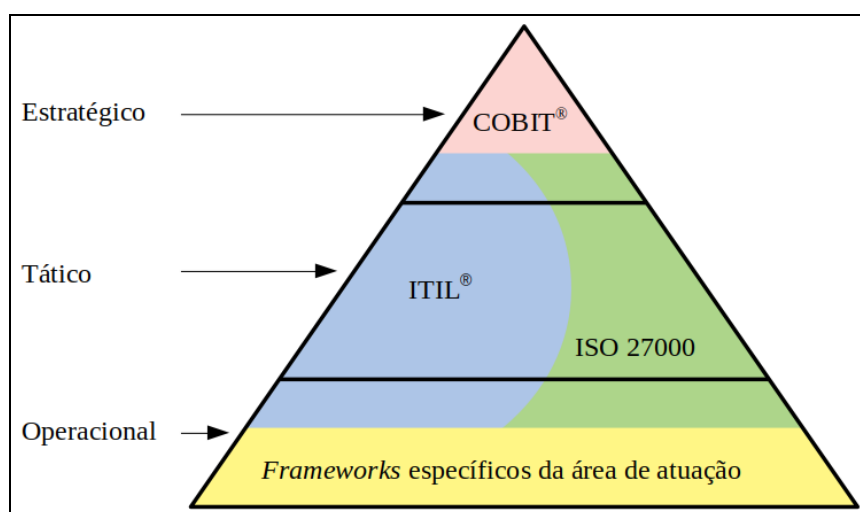 Estratégico
COBIT®
Tático
ITIL®
ISO 27000
Operacional
Frameworks específicos da área de atuação